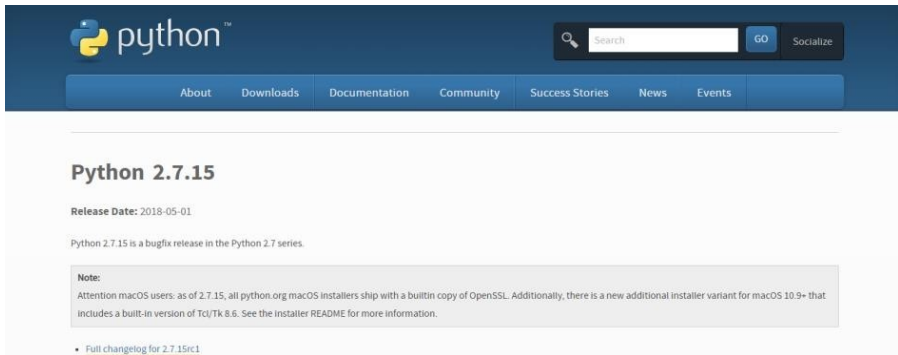 python™
Search
GO
Socialize
About Downloads Documentation Community Success Stories News Events
Python 2.7.15
Release Date: 2018-05-01
Python 2.7.15 is a bugfix release in the Python 2.7 series.
Note:
Attention macOS users: as of 2.7.15, all python.org macOS installers ship with a builtin copy of OpenSSL. Additionally, there is a new additional installer variant for macOS 10.9+ that
includes a built-in version of Tcl/Tk 8.6. See the installer README for more information.
• Full changelog for 2.7.15rc1